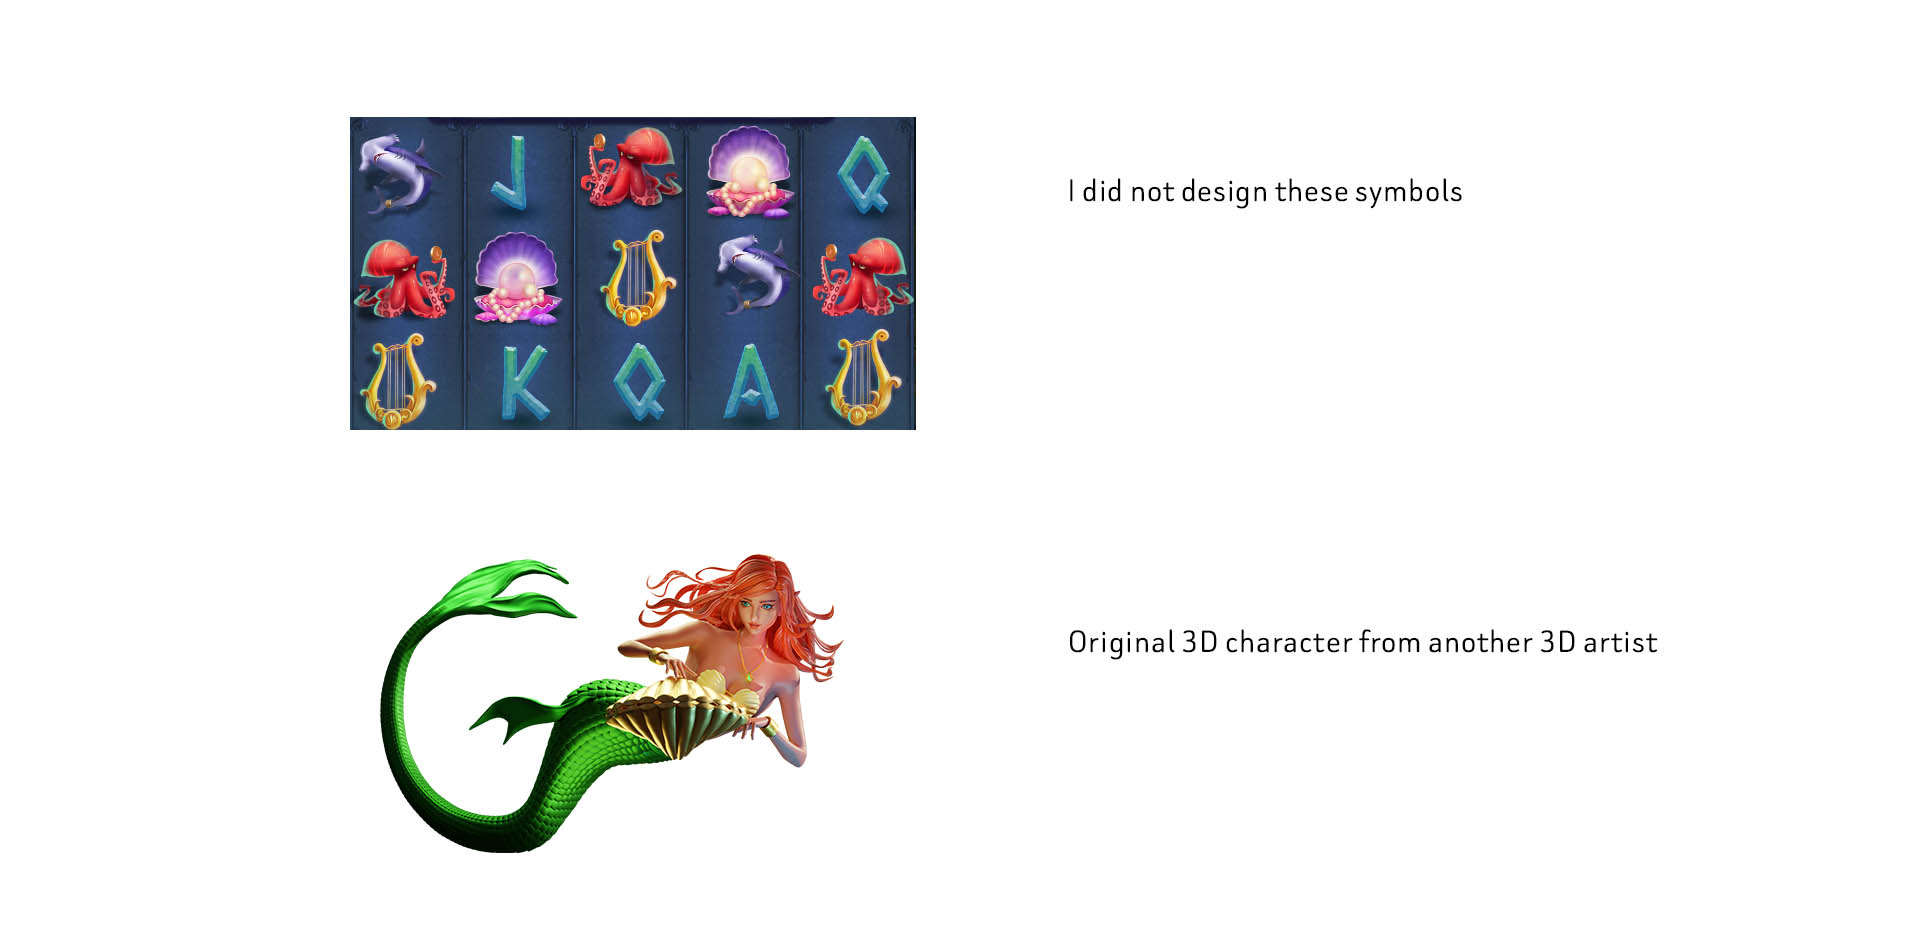 J
Q
I did not design these symbols
K Q A
Original 3D character from another 3D artist